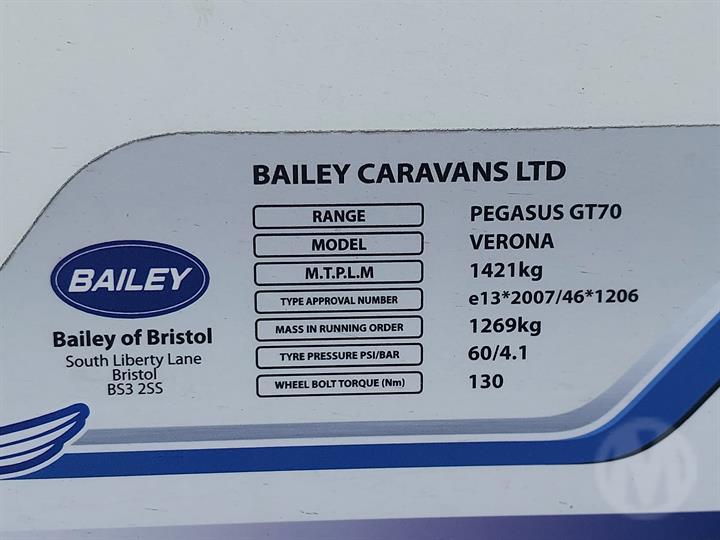 BAILEY CARAVANS LTD
RANGE PEGASUS GT70
MODEL VERONA
M.T.P.L.M 1421kg
TYPE APPROVAL NUMBER e13*2007/46*1206
MASS IN RUNNING ORDER 1269kg
TYRE PRESSURE PSI/BAR 60/4.1
WHEEL BOLT TORQUE (Nm) 130
BAILEY
Bailey of Bristol
South Liberty Lane
Bristol
BS3 2SS
M